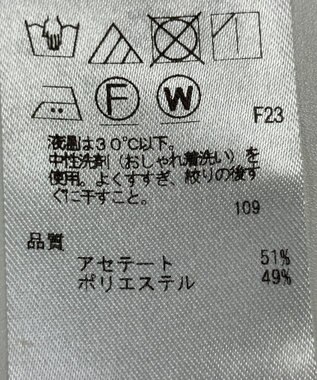 F W
F23
液温は30℃以下。
中性洗剤（おしゃれ着洗い）を
使用。よくすすぎ、絞りの後す
ぐに干すこと。
109
品質
アセテート 51%
ポリエステル 49%